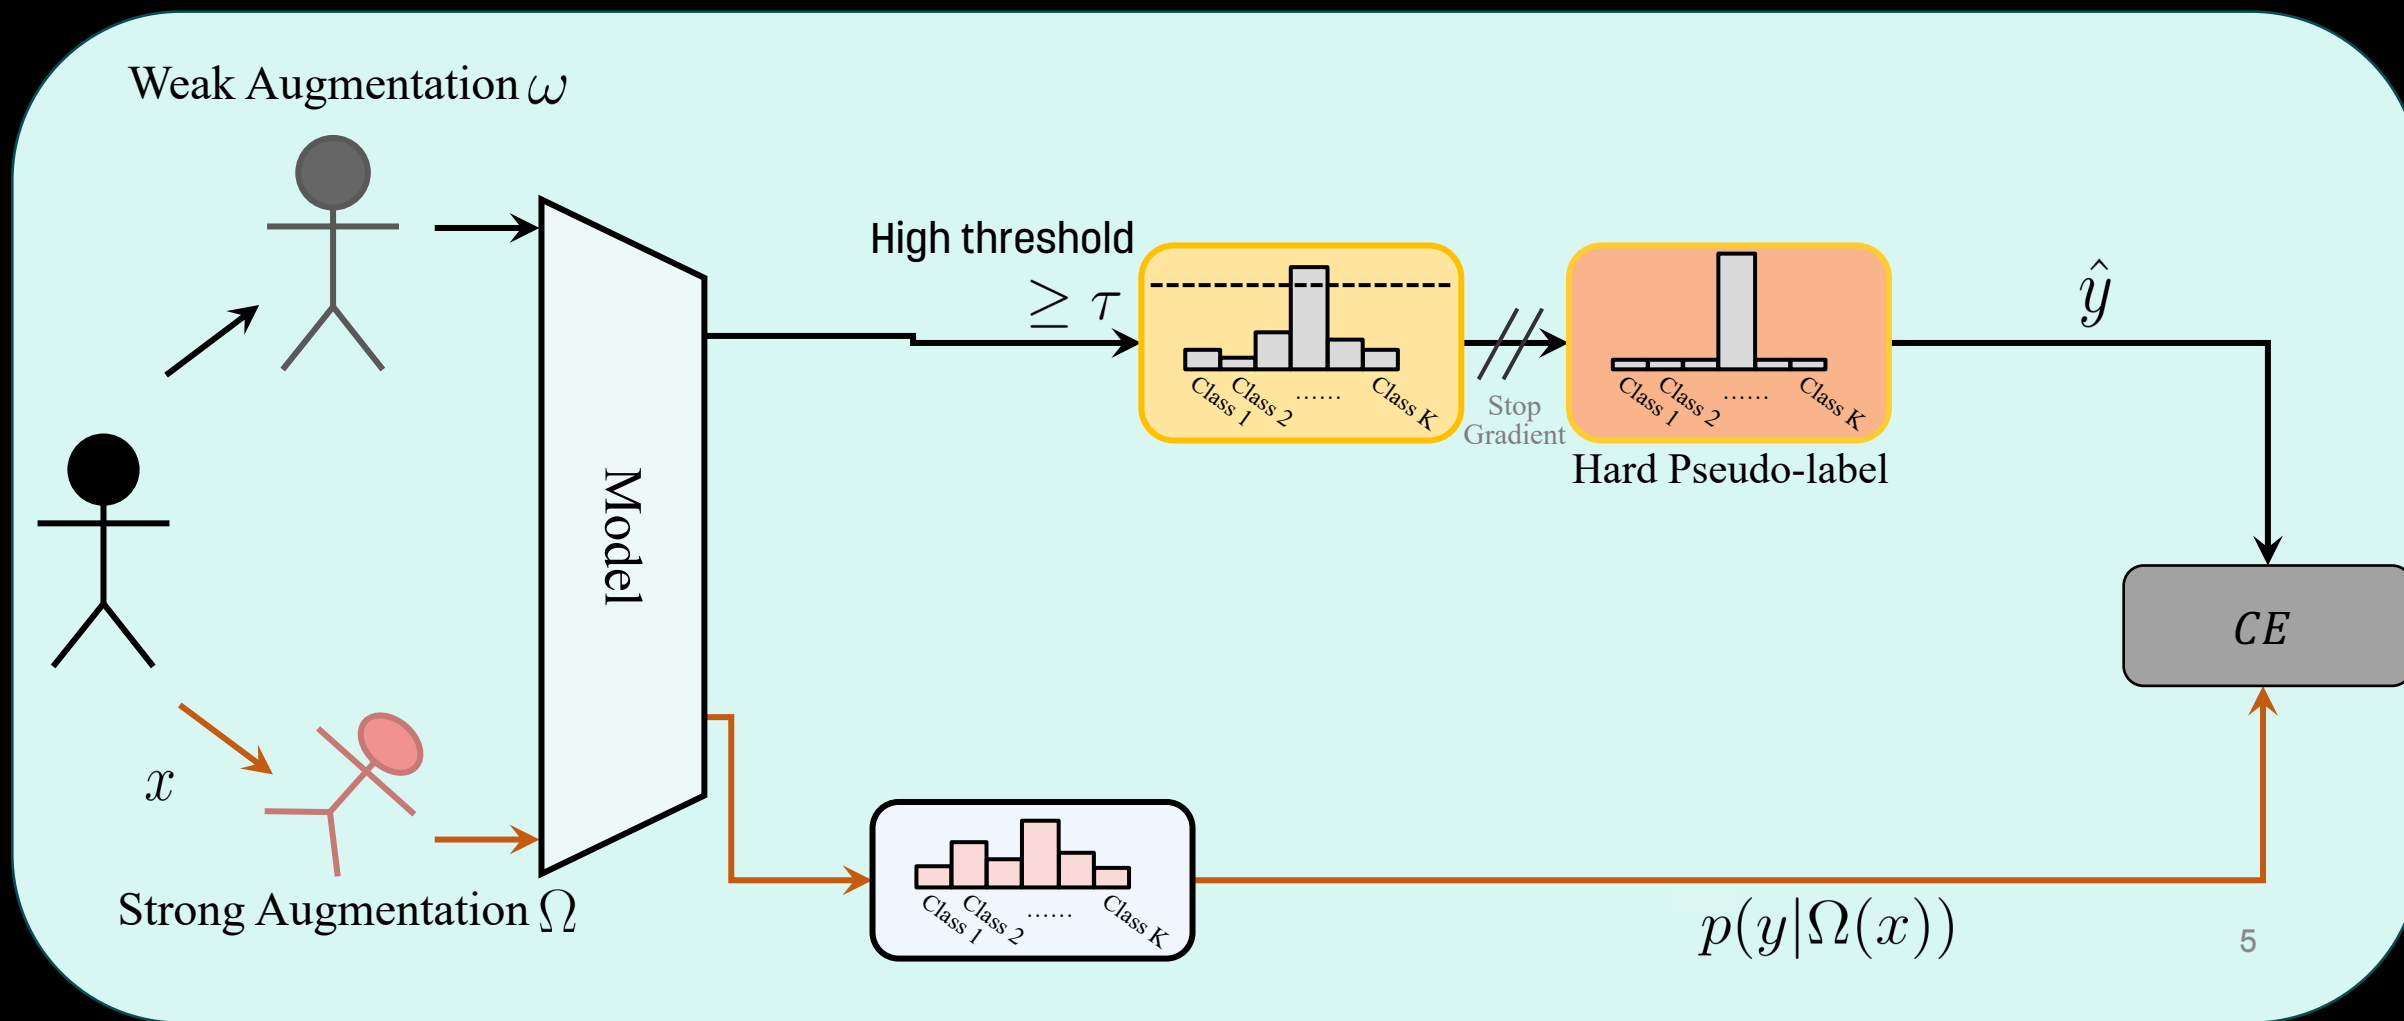 Weak Augmentation ω
High threshold
≥ τ
Class 1
Class 2
......
Class K
Stop
Gradient
Class 1
Class 2
......
Class K
Hard Pseudo-label
ŷ
Model
CE
x
Strong Augmentation Ω
Class 1
Class 2
......
Class K
p(y|Ω(x))
5